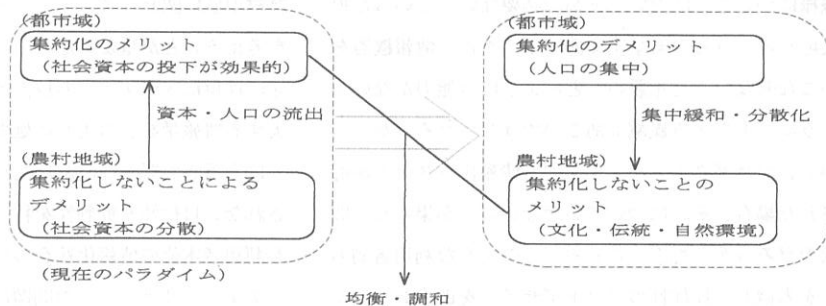 (都市域)
集約化のメリット
(社会資本の投下が効果的)
資本・人口の流出
(農村地域)
集約化しないことによる
デメリット
(社会資本の分散)
(現在のパラダイム)
(都市域)
集約化のデメリット
(人口の集中)
集中緩和・分散化
(農村地域)
集約化しないことの
メリット
(文化・伝統・自然環境)
均衡・調和